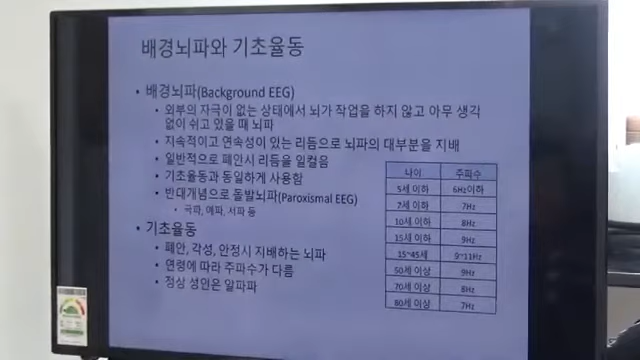 배경뇌파와 기초율동
• 배경뇌파(Background EEG)
• 외부의 자극이 없는 상태에서 뇌가 작업을 하지 않고 아무 생각
없이 쉬고 있을 때 뇌파
• 지속적이고 연속성이 있는 리듬으로 뇌파의 대부분을 지배
• 일반적으로 폐안시 리듬을 일컬음
• 기초율동과 동일하게 사용함
• 반대개념으로 돌발뇌파(Paroxismal EEG)
• 극파, 예파, 서파 등
• 기초율동
• 폐안, 각성, 안정시 지배하는 뇌파
• 연령에 따라 주파수가 다름
• 정상 성인은 알파파
나이 주파수
5세 이하 6Hz이하
7세 이하 7Hz
10세 이하 8Hz
15세 이하 9Hz
15~45세 9~11Hz
50세 이상 9Hz
70세 이상 8Hz
80세 이상 7Hz